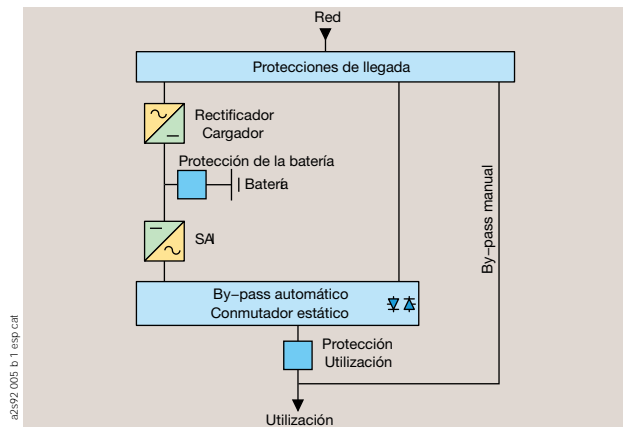 Red
Protecciones de llegada
Rectificador
Cargador
Protección de la batería
Batería
By-pass manual
SAI
By-pass automático
Conmutador estático
Protección
Utilización
Utilización
a2s92 005 b 1 esp cat